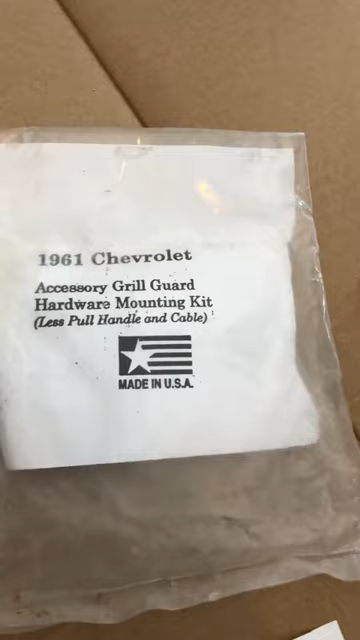 1961 Chevrolet
Accessory Grill Guard
Hardware Mounting Kit
(Less Pull Handle and Cable)
MADE IN U.S.A.